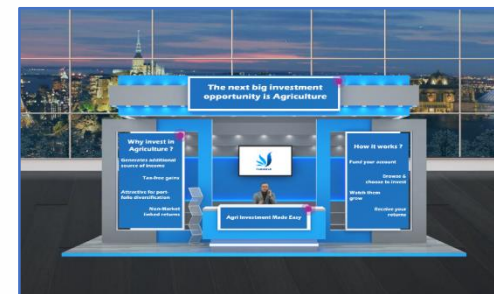 The next big investment
opportunity is Agriculture
Why invest in
Agriculture ?
Generates additional
source of income
Tax-free gains
Attractive for part-
folio diversification
Non-Market
linked returns
Agri Investment Made Easy
How it works ?
Fund your account
Browse &
choose to invest
Watch them
grow
Receive your
returns